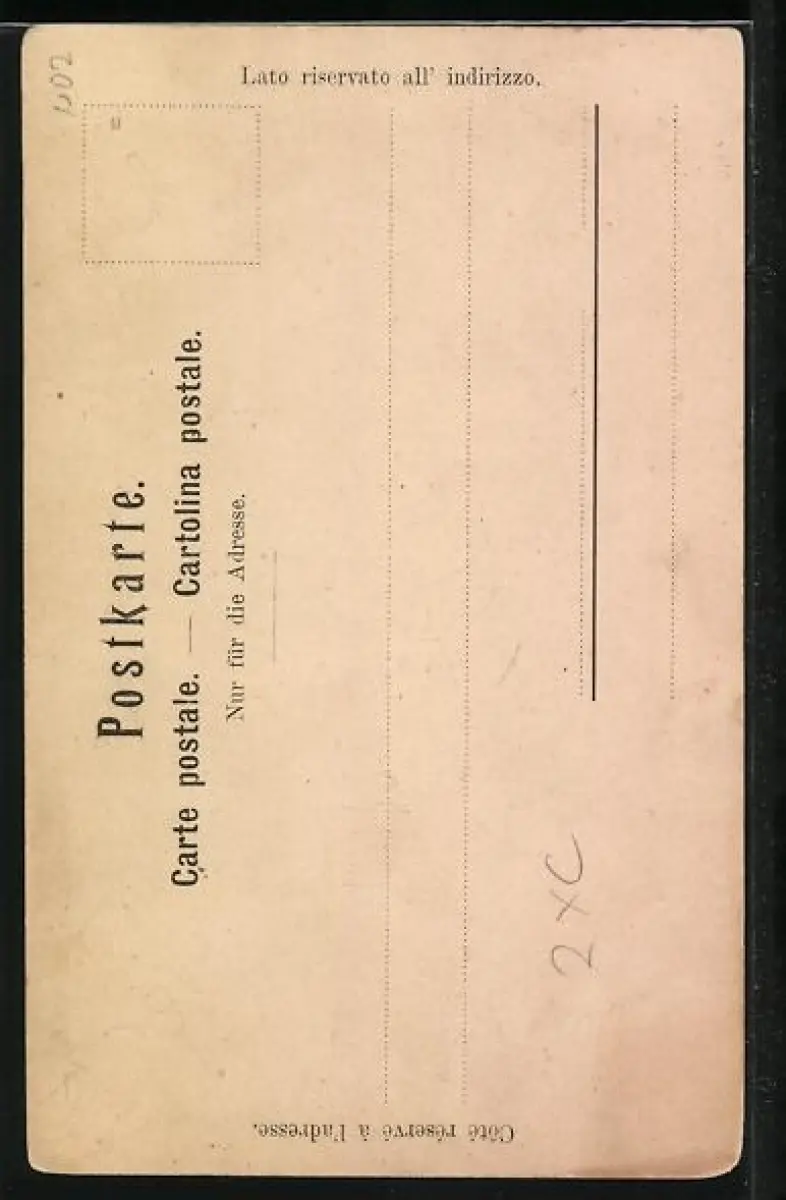 Postkarte.
Carte postale. — Cartolina postale.
Nur für die Adresse.
Lato riservato all' indirizzo.
Côté réservé à l'adresse.
2 x C